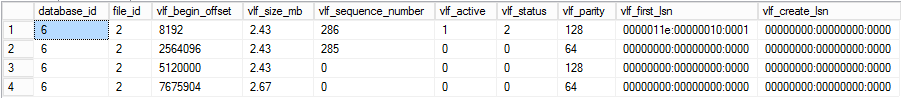 database_id file_id vlf_begin_offset vlf_size_mb vlf_sequence_number vlf_active vlf_status vlf_parity vlf_first_lsn vlf_create_lsn
1 6 2 8192 2.43 286 1 2 128 0000011e:00000010:0001 00000000:00000000:0000
2 6 2 2564096 2.43 285 0 0 64 00000000:00000000:0000 00000000:00000000:0000
3 6 2 5120000 2.43 0 0 0 128 00000000:00000000:0000 00000000:00000000:0000
4 6 2 7675904 2.67 0 0 0 64 00000000:00000000:0000 00000000:00000000:0000